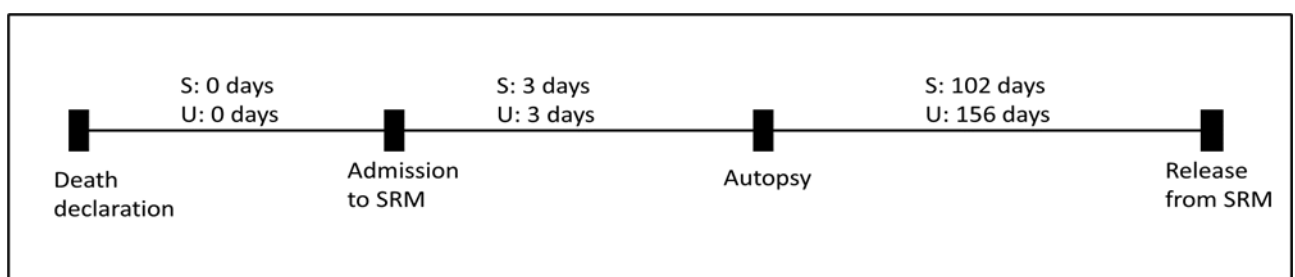 S: 0 days
U: 0 days
S: 3 days
U: 3 days
S: 102 days
U: 156 days
Death
declaration
Admission
to SRM
Autopsy
Release
from SRM